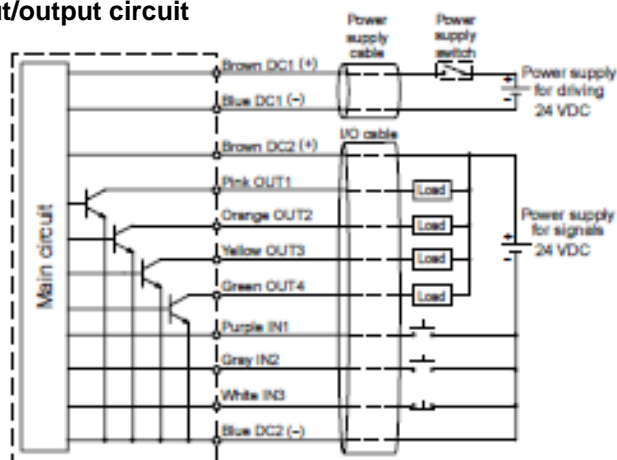 ut/output circuit
Power supply cable
Power supply switch
Brown DC1 (+)
Power supply for driving 24 VDC
Blue DC1 (-)
I/O cable
Brown DC2 (+)
Pink OUT1
Load
Orange OUT2
Load
Power supply for signals 24 VDC
Yellow OUT3
Load
Green OUT4
Load
Main circuit
Purple IN1
Gray IN2
White IN3
Blue DC2 (-)